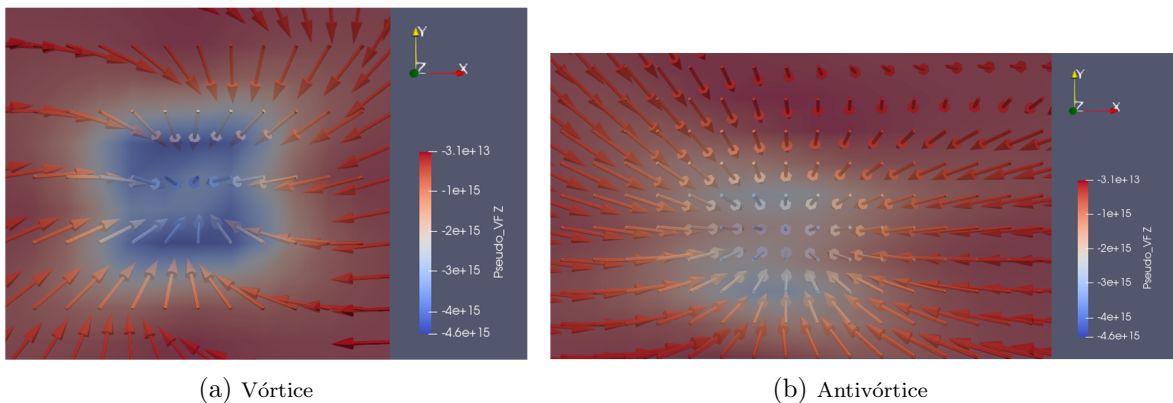 Y
Z
X
-3.1e+13
-1e+15
-2e+15
-3e+15
-4e+15
-4.6e+15
Pseudo_VF Z
(a) Vórtice
Y
Z
X
-3.1e+13
-1e+15
-2e+15
-3e+15
-4e+15
-4.6e+15
Pseudo_VF Z
(b) Antivórtice